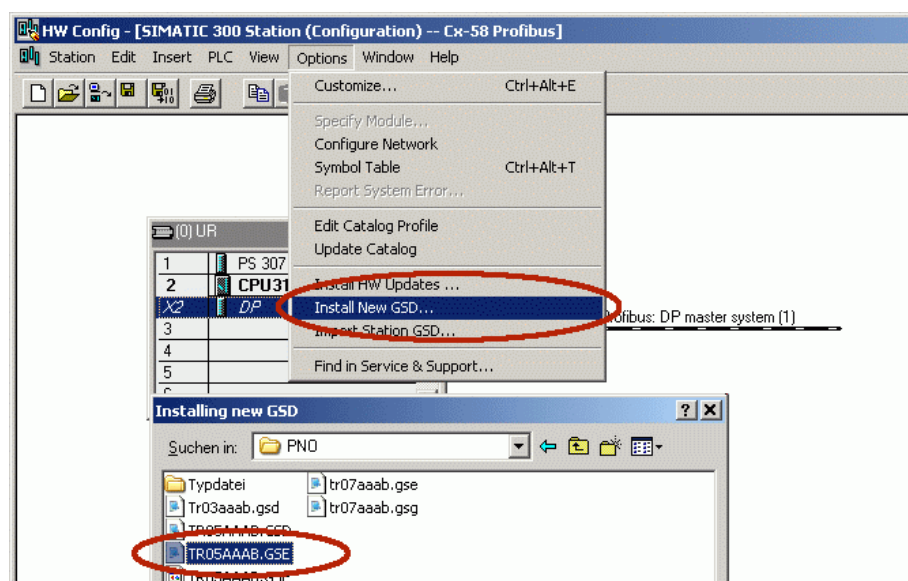 HW Config - [SIMATIC 300 Station (Configuration) -- Cx-58 Profibus]
Station Edit Insert PLC View Options Window Help
Customize... Ctrl+Alt+E
Specify Module...
Configure Network
Symbol Table Ctrl+Alt+T
Report System Error...
Edit Catalog Profile
Update Catalog
Install HW Updates ...
Install New GSD...
Import Station GSD...
Find in Service & Support...
(0) UR
1 PS 307
2 CPU31
X2 DP
3
4
5
Profibus: DP master system (1)
Installing new GSD
Suchen in: PNO
Typdatei tr07aaab.gse
Tr03aaab.gsd tr07aaab.gsg
TR05AAAB.GSD
TR05AAAB.GSE